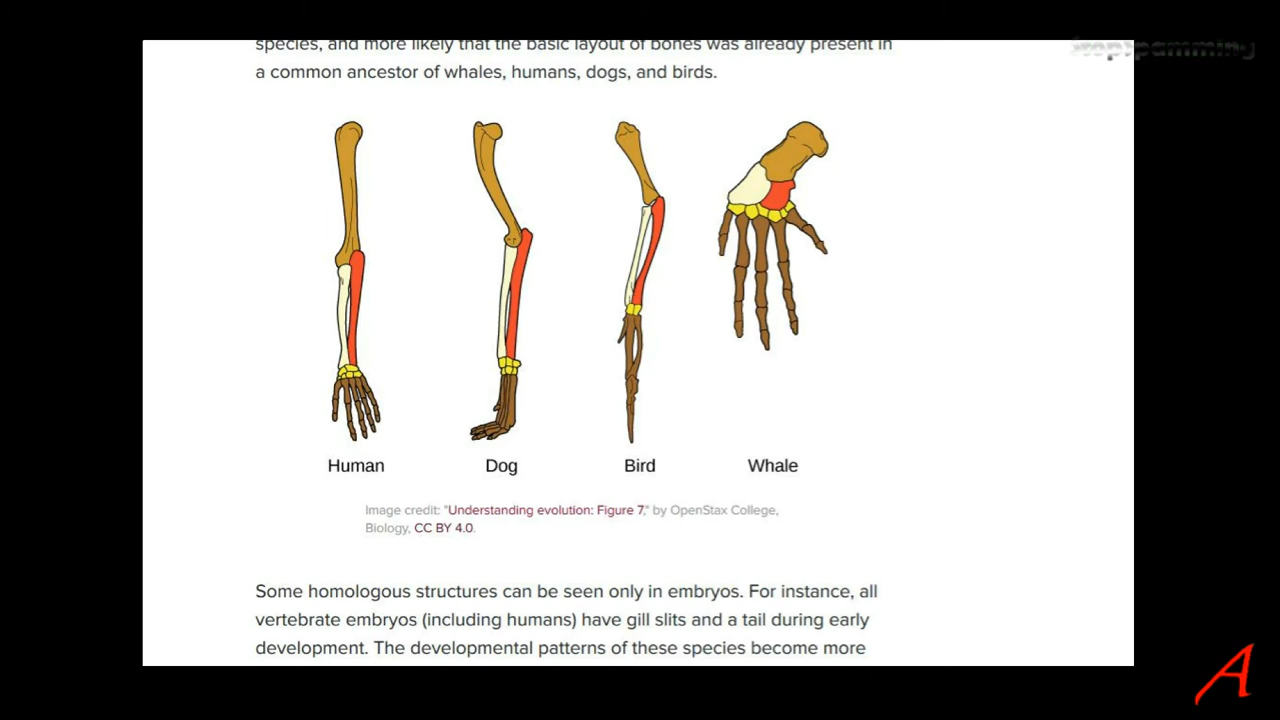 species, and more likely that the basic layout of bones was already present in
a common ancestor of whales, humans, dogs, and birds.
Human Dog Bird Whale
Image credit: "Understanding evolution: Figure 7," by OpenStax College,
Biology, CC BY 4.0.
Some homologous structures can be seen only in embryos. For instance, all
vertebrate embryos (including humans) have gill slits and a tail during early
development. The developmental patterns of these species become more
A